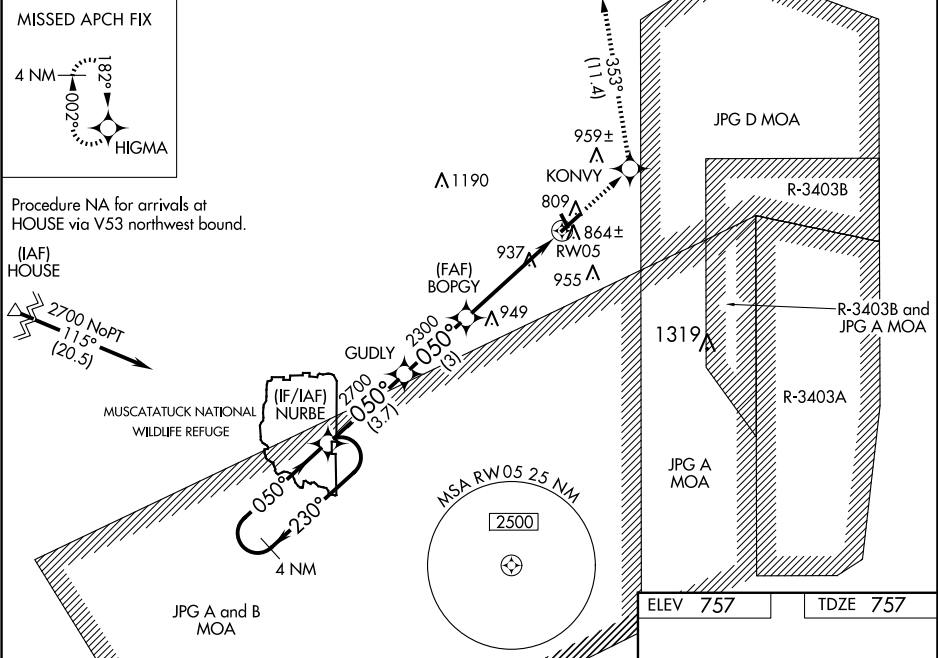 MISSED APCH FIX
4 NM
182°
002°
HIGMA
Procedure NA for arrivals at
HOUSE via V53 northwest bound.
(IAF)
HOUSE
2700 NoPT
115°
(20.5)
353°
(11.4)
JPG D MOA
959±
KONVY
1190
R-3403B
809
864±
RW05
937
955
(FAF)
BOPGY
949
R-3403B and
JPG A MOA
1319
2300
050°
(3)
GUDLY
2700
050°
(3.7)
(IF/IAF)
NURBE
MUSCATATUCK NATIONAL
WILDLIFE REFUGE
R-3403A
JPG A
MOA
050°
230°
4 NM
MSA RW05 25 NM
2500
JPG A and B
MOA
ELEV 757
TDZE 757